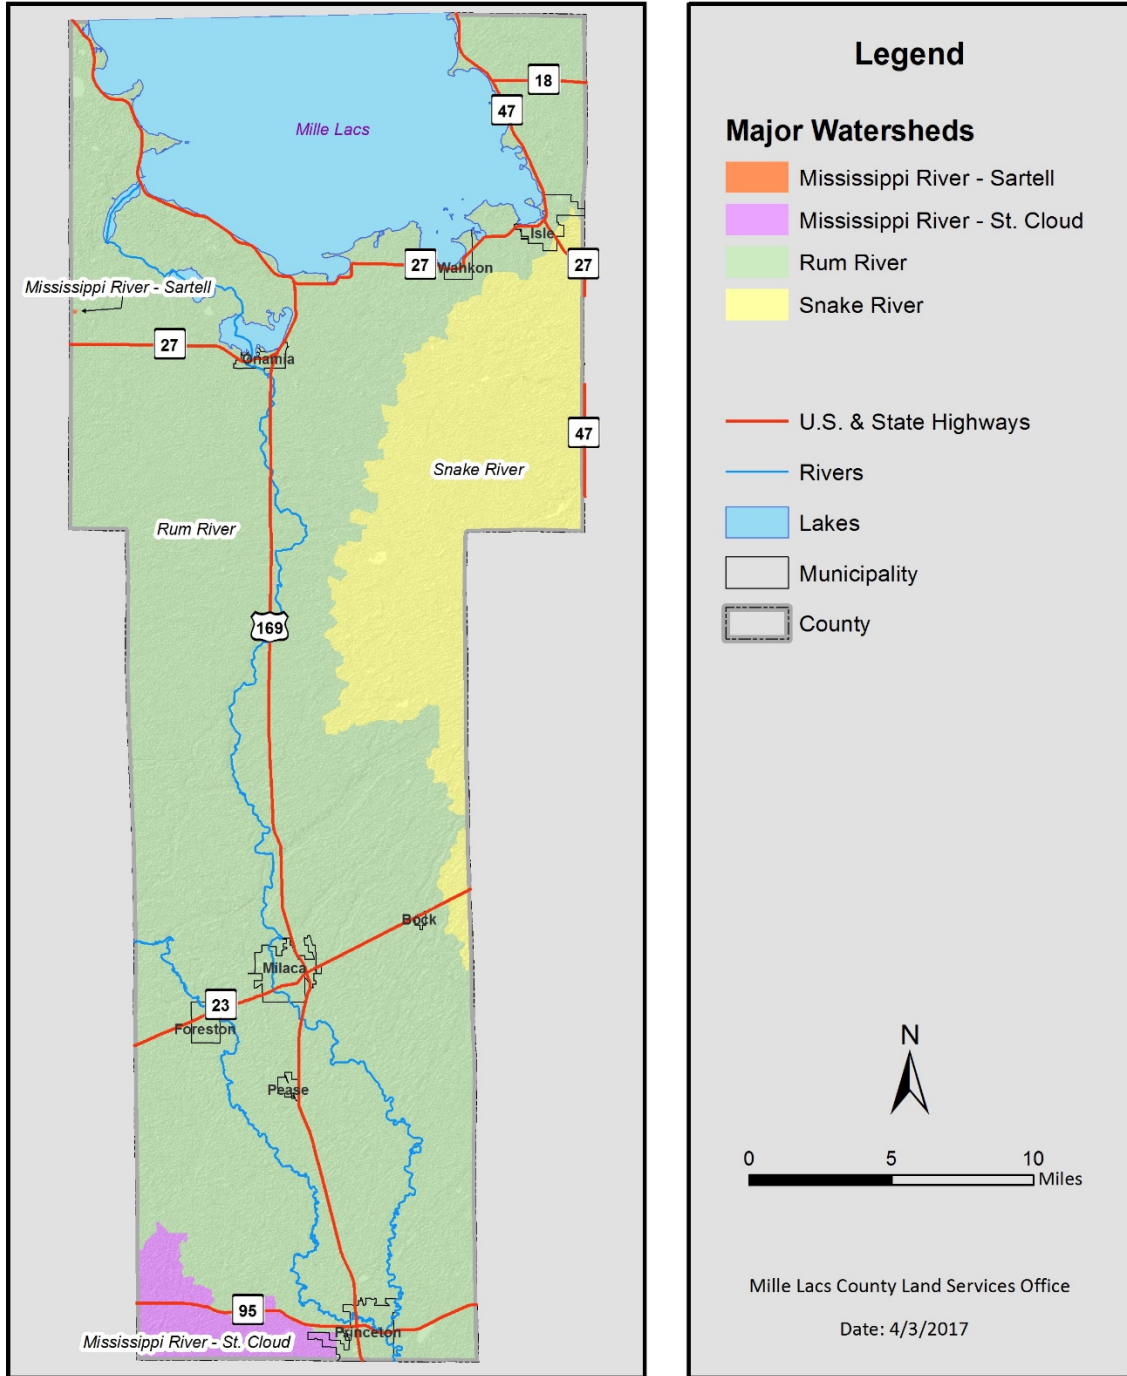 18
47
Mille Lacs
Isle
27
Wahkon
27
Mississippi River - Sartell
27
Onamia
47
Snake River
Rum River
169
Bock
Milaca
23
Foreston
Pease
95
Princeton
Mississippi River - St. Cloud
Legend
Major Watersheds
Mississippi River - Sartell
Mississippi River - St. Cloud
Rum River
Snake River
U.S. & State Highways
Rivers
Lakes
Municipality
County
N
0 5 10
Miles
Mille Lacs County Land Services Office
Date: 4/3/2017